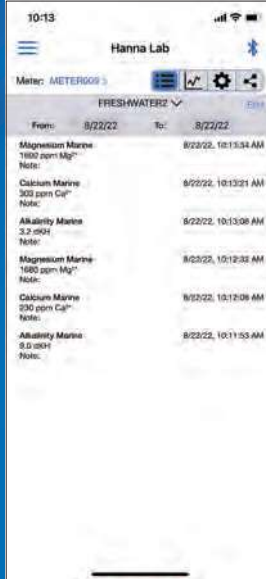 10:13
Hanna Lab
Meter: METER009
FRESHWATER2
Edit
From: 8/22/22 To: 8/22/22
Magnesium Marine 8/22/22, 10:13:34 AM
1600 ppm Mg²⁺
Note:
Calcium Marine 8/22/22, 10:13:21 AM
303 ppm Ca²⁺
Note:
Alkalinity Marine 8/22/22, 10:13:08 AM
3.2 dKH
Note:
Magnesium Marine 8/22/22, 10:12:32 AM
1680 ppm Mg²⁺
Note:
Calcium Marine 8/22/22, 10:12:08 AM
230 ppm Ca²⁺
Note:
Alkalinity Marine 8/22/22, 10:11:53 AM
9.0 dKH
Note: